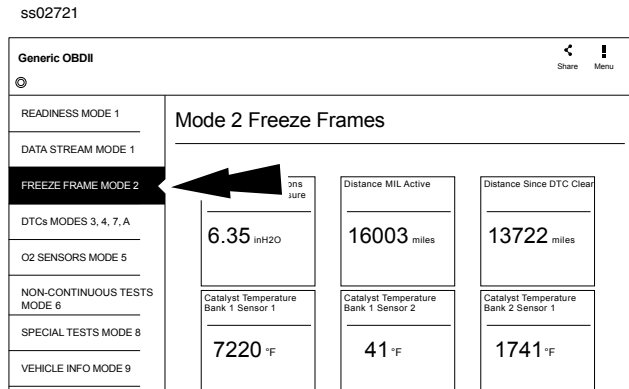 ss02721
Generic OBDII
Share
Menu
READINESS MODE 1
DATA STREAM MODE 1
FREEZE FRAME MODE 2
DTCs MODES 3, 4, 7, A
O2 SENSORS MODE 5
NON-CONTINUOUS TESTS
MODE 6
SPECIAL TESTS MODE 8
VEHICLE INFO MODE 9
Mode 2 Freeze Frames
6.35 inH2O
Distance MIL Active
16003 miles
Distance Since DTC Clear
13722 miles
Catalyst Temperature
Bank 1 Sensor 1
7220 °F
Catalyst Temperature
Bank 1 Sensor 2
41 °F
Catalyst Temperature
Bank 2 Sensor 1
1741 °F